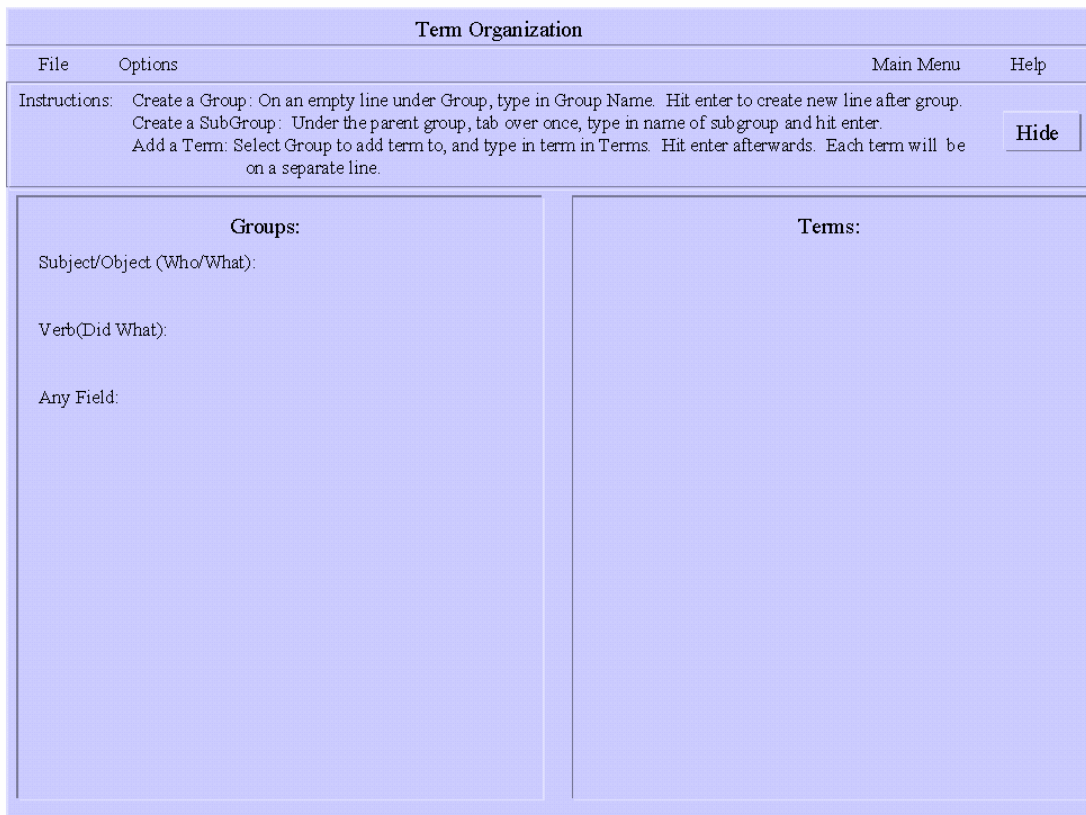 Term Organization
File Options Main Menu Help
Instructions: Create a Group: On an empty line under Group, type in Group Name. Hit enter to create new line after group.
Create a SubGroup: Under the parent group, tab over once, type in name of subgroup and hit enter.
Add a Term: Select Group to add term to, and type in term in Terms. Hit enter afterwards. Each term will be
on a separate line.
Hide
Groups:
Subject/Object (Who/What):
Verb(Did What):
Any Field:
Terms: